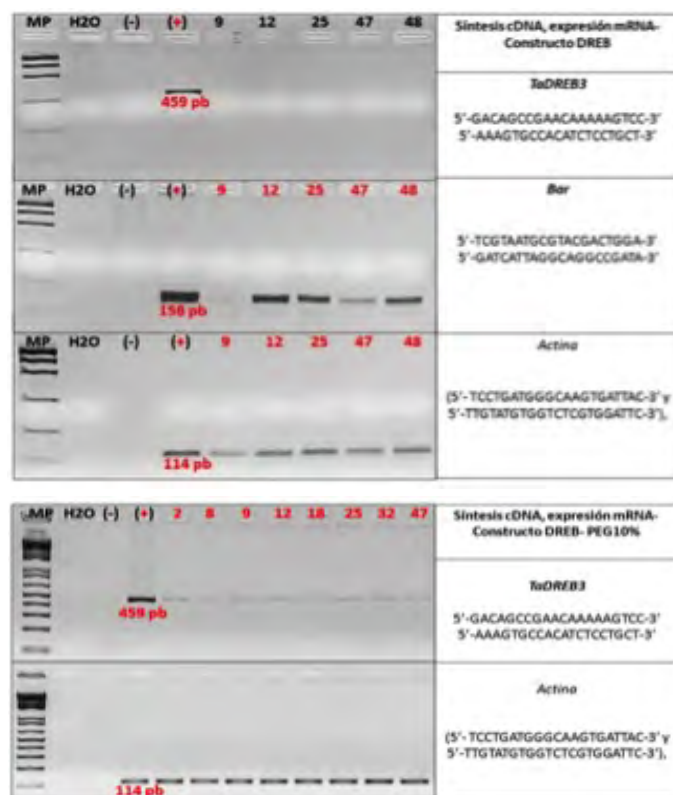 MP H2O (-) (+) 9 12 25 47 48
459 pb
Síntesis cDNA, expresión mRNA-
Constructo DREB
TaDREB3
5'-GACAGCCGAACAAAAAGTCC-3'
5'-AAAGTGCCACATCTCCTGCT-3'
MP H2O (-) (+) 9 12 25 47 48
158 pb
Bar
5'-TCGTAATGCGTACGACTGGA-3'
5'-GATCATTAGGCAGGCCGATA-3'
MP H2O (-) (+) 9 12 25 47 48
114 pb
Actina
(5'-TCCTGATGGGCAAGTGATTAC-3' y
5'-TTGTATGTGGTCTCGTGGATTC-3'),
MP H2O (-) (+) 2 8 9 12 18 25 32 47
459 pb
Síntesis cDNA, expresión mRNA-
Constructo DREB- PEG10%
TaDREB3
5'-GACAGCCGAACAAAAAGTCC-3'
5'-AAAGTGCCACATCTCCTGCT-3'
114 pb
Actina
(5'-TCCTGATGGGCAAGTGATTAC-3' y
5'-TTGTATGTGGTCTCGTGGATTC-3'),